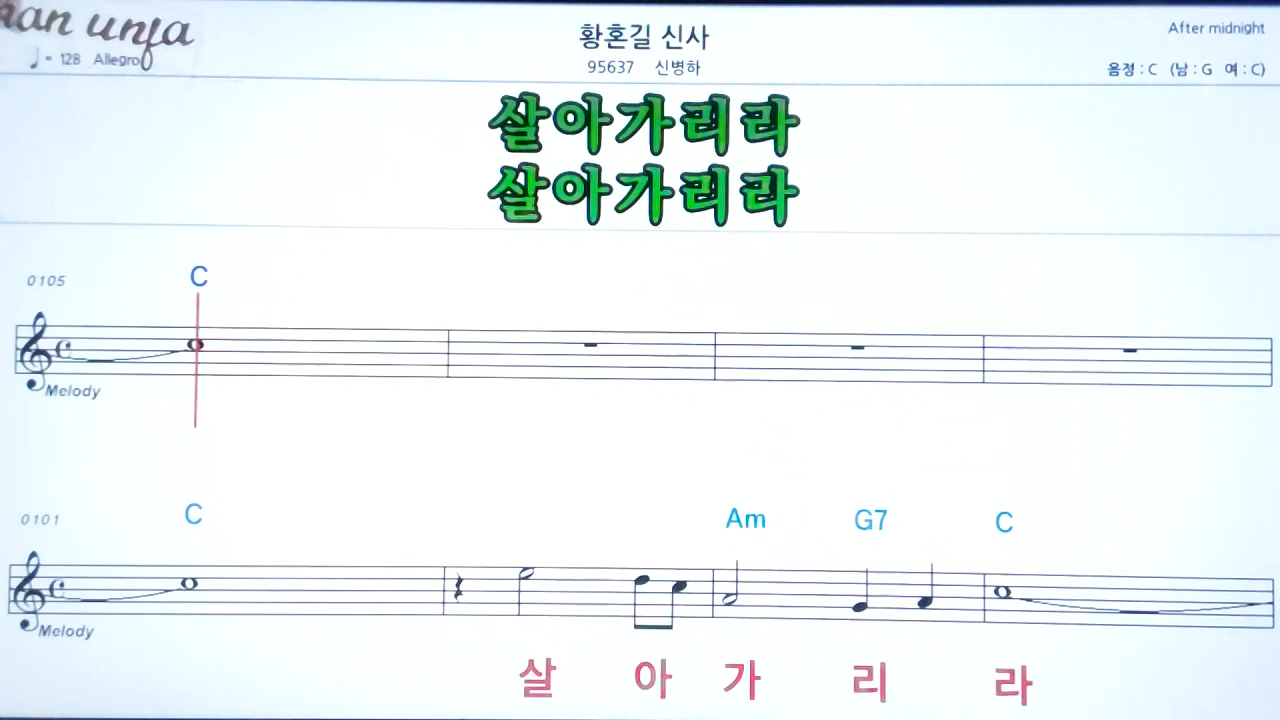 unja
After midnight
황혼길 신사
♩= 128 Allegro
95637 신병하
음정 : C (남 : G 여 : C)
살아가리라
살아가리라
0105
C
Melody
0101
C Am G7 C
Melody
살 아 가 리 라